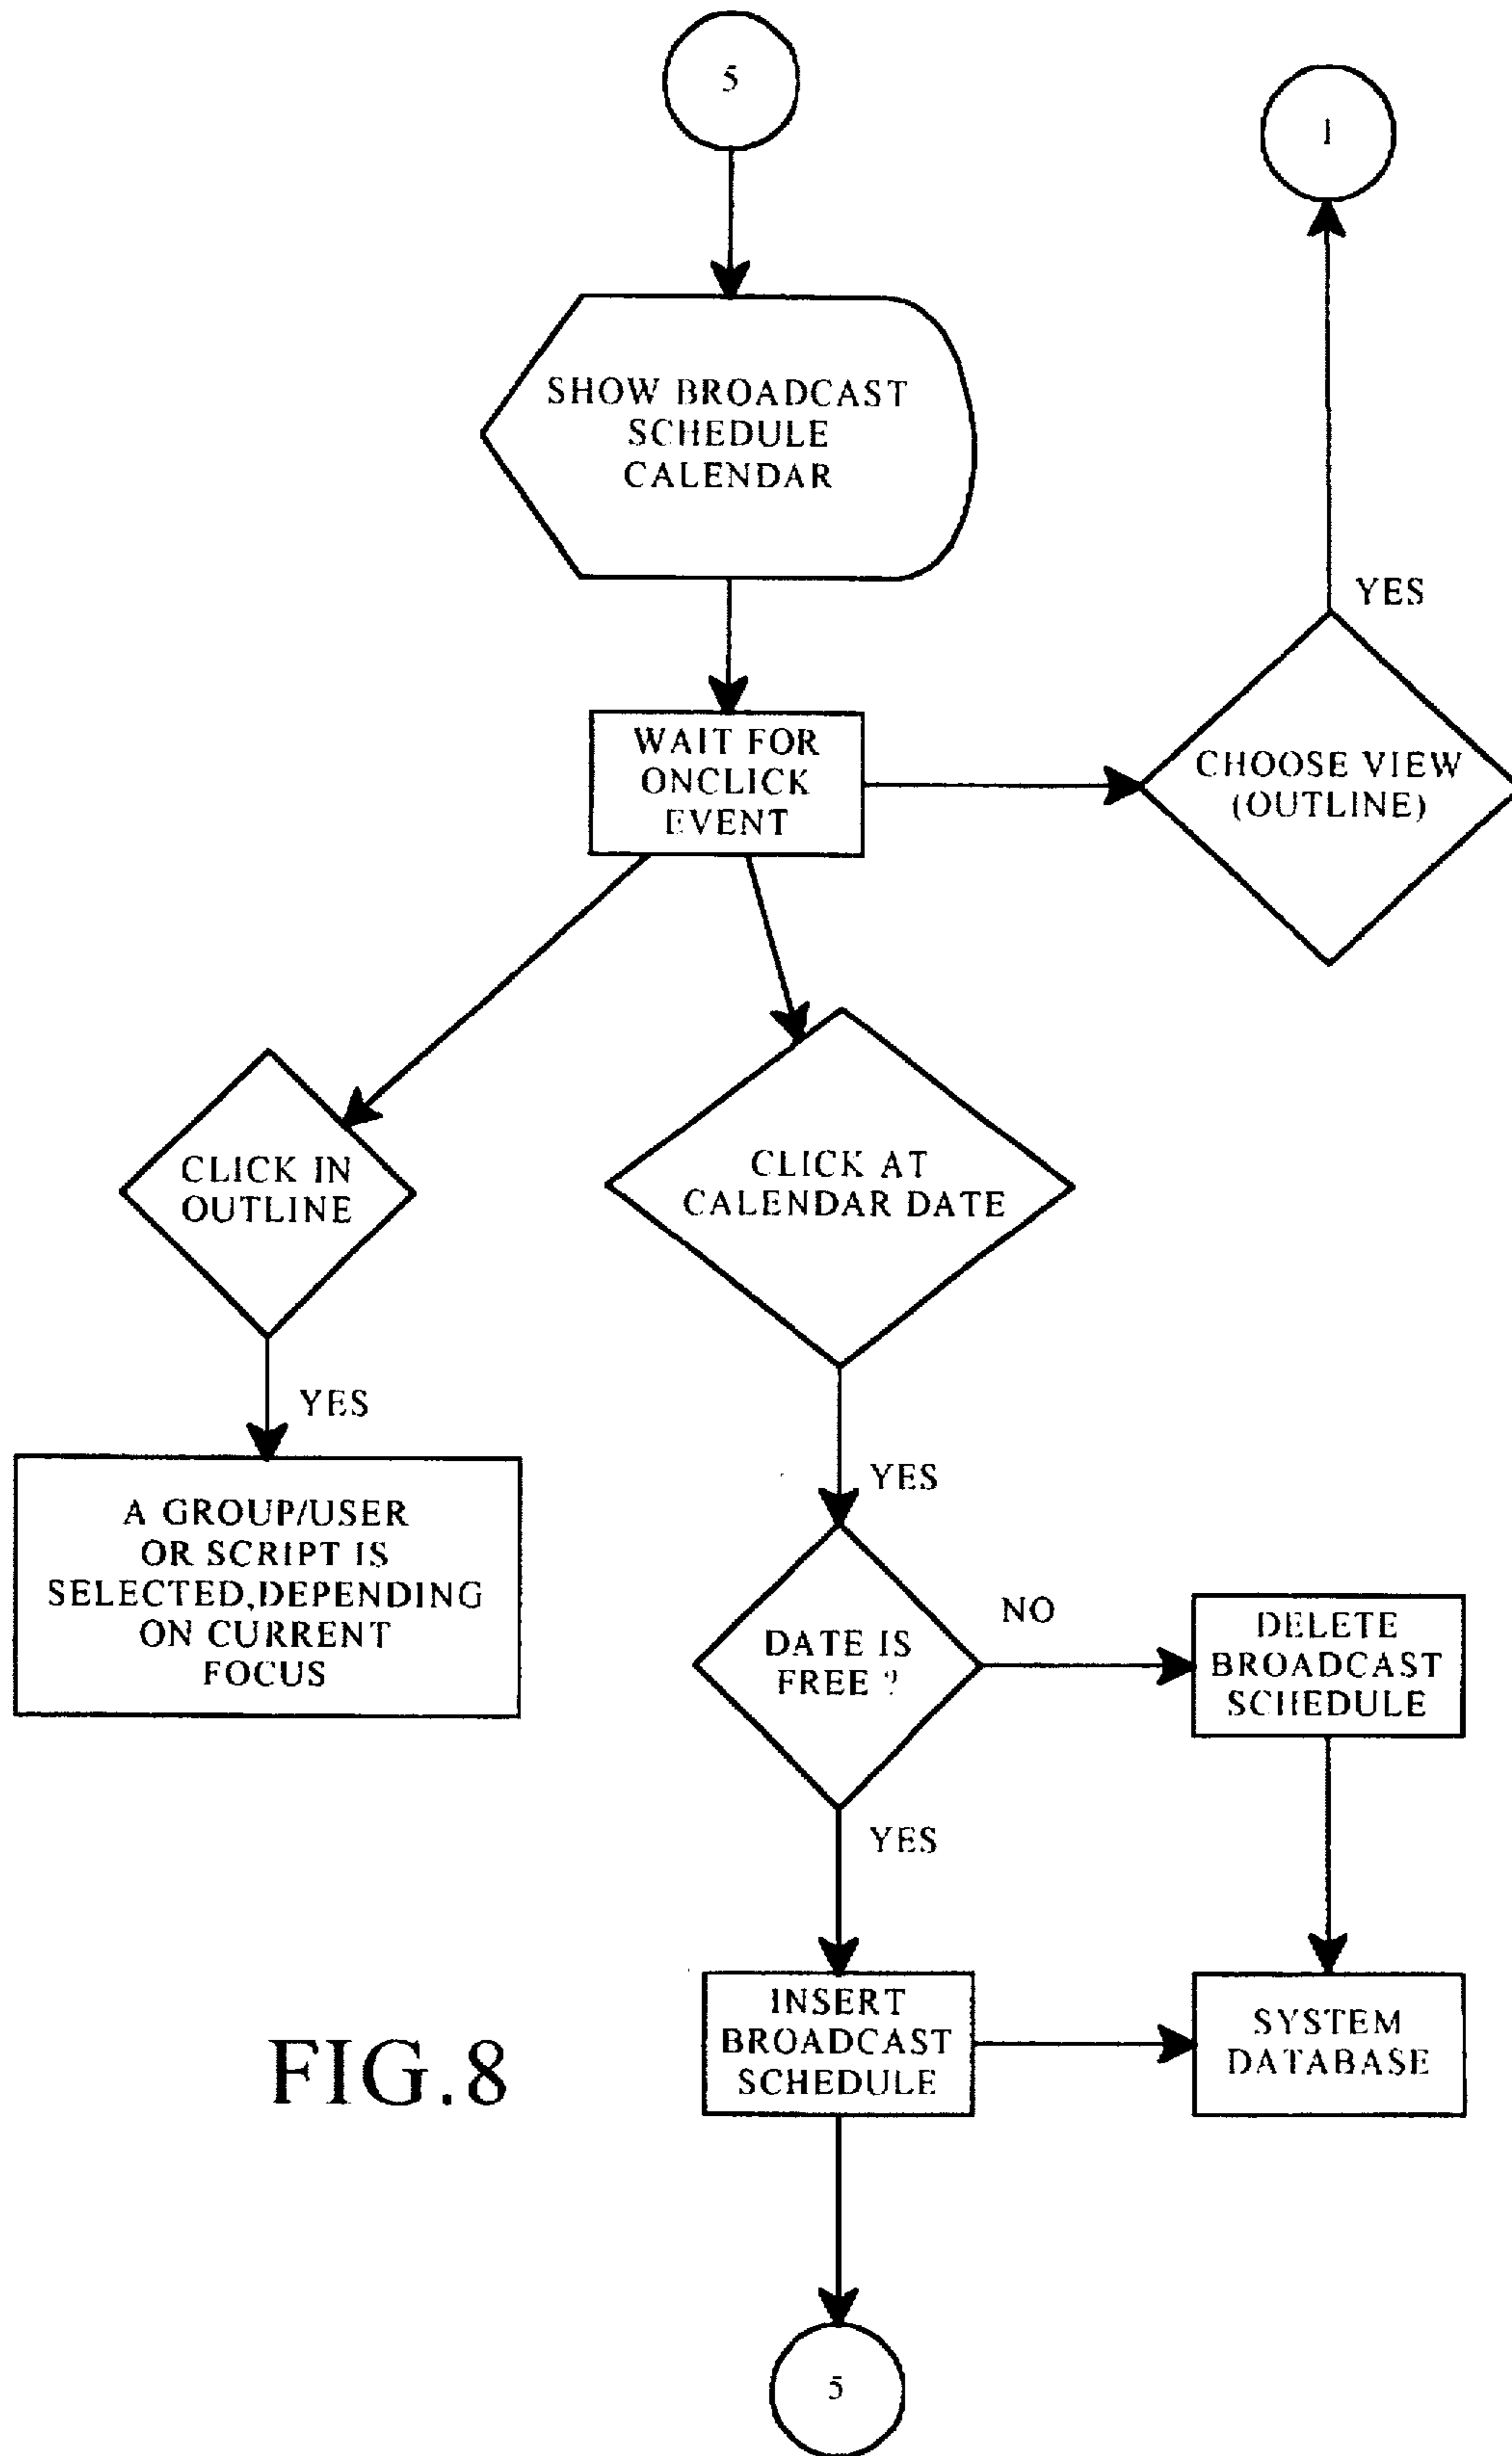 5
1
SHOW BROADCAST
SCHEDULE
CALENDAR
YES
WAIT FOR
ONCLICK
EVENT
CHOOSE VIEW
(OUTLINE)
CLICK IN
OUTLINE
CLICK AT
CALENDAR DATE
YES
YES
A GROUP/USER
OR SCRIPT IS
SELECTED,DEPENDING
ON CURRENT
FOCUS
DATE IS
FREE ?
NO
DELETE
BROADCAST
SCHEDULE
YES
INSERT
BROADCAST
SCHEDULE
SYSTEM
DATABASE
FIG.8
5